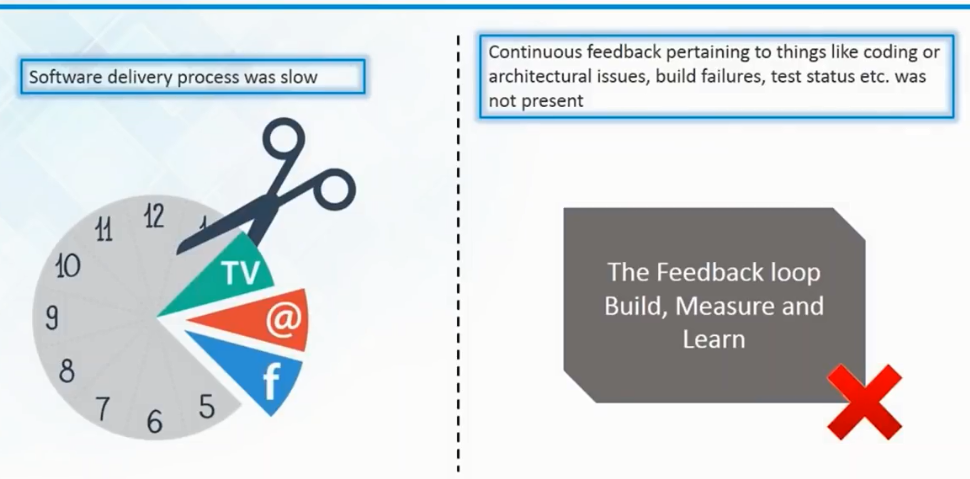 Software delivery process was slow
Continuous feedback pertaining to things like coding or
architectural issues, build failures, test status etc. was
not present
11
12
1
10
9
8
7
6
5
TV
@
f
The Feedback loop
Build, Measure and
Learn